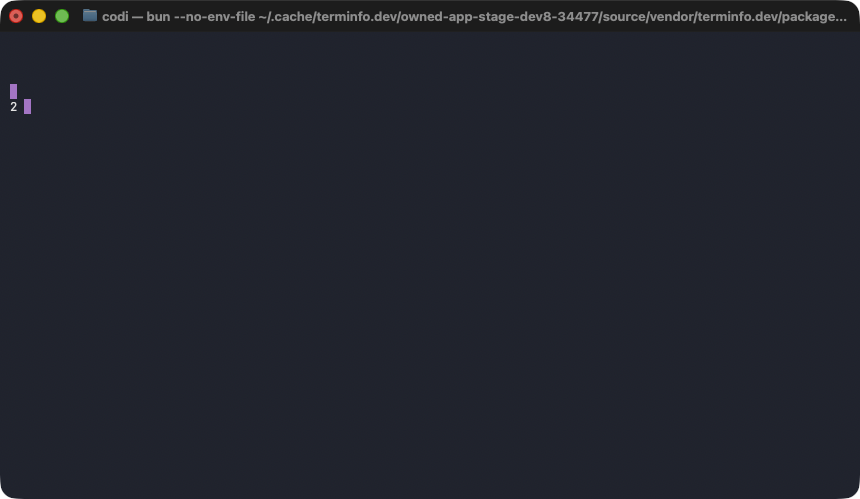 codi — bun --no-env-file ~/.cache/terminfo.dev/owned-app-stage-dev8-34477/source/vendor/terminfo.dev/package...
2